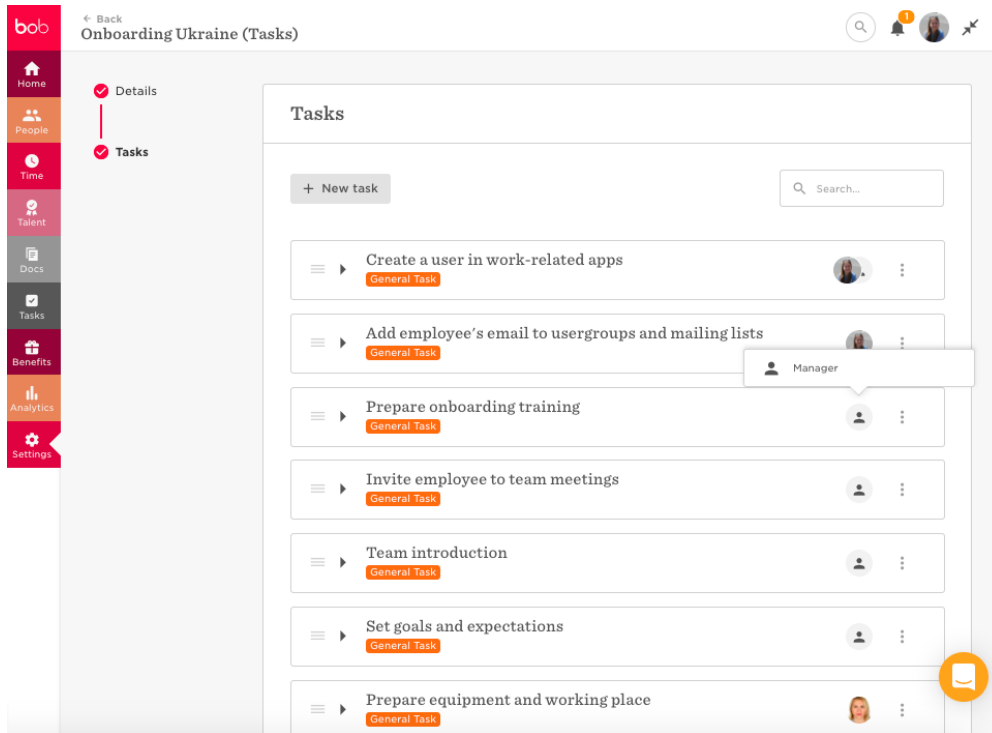 bob
← Back
Onboarding Ukraine (Tasks)
1
Home
People
Time
Talent
Docs
Tasks
Benefits
Analytics
Settings
Details
Tasks
Tasks
+ New task
Search...
Create a user in work-related apps
General Task
Add employee's email to usergroups and mailing lists
General Task
Manager
Prepare onboarding training
General Task
Invite employee to team meetings
General Task
Team introduction
General Task
Set goals and expectations
General Task
Prepare equipment and working place
General Task